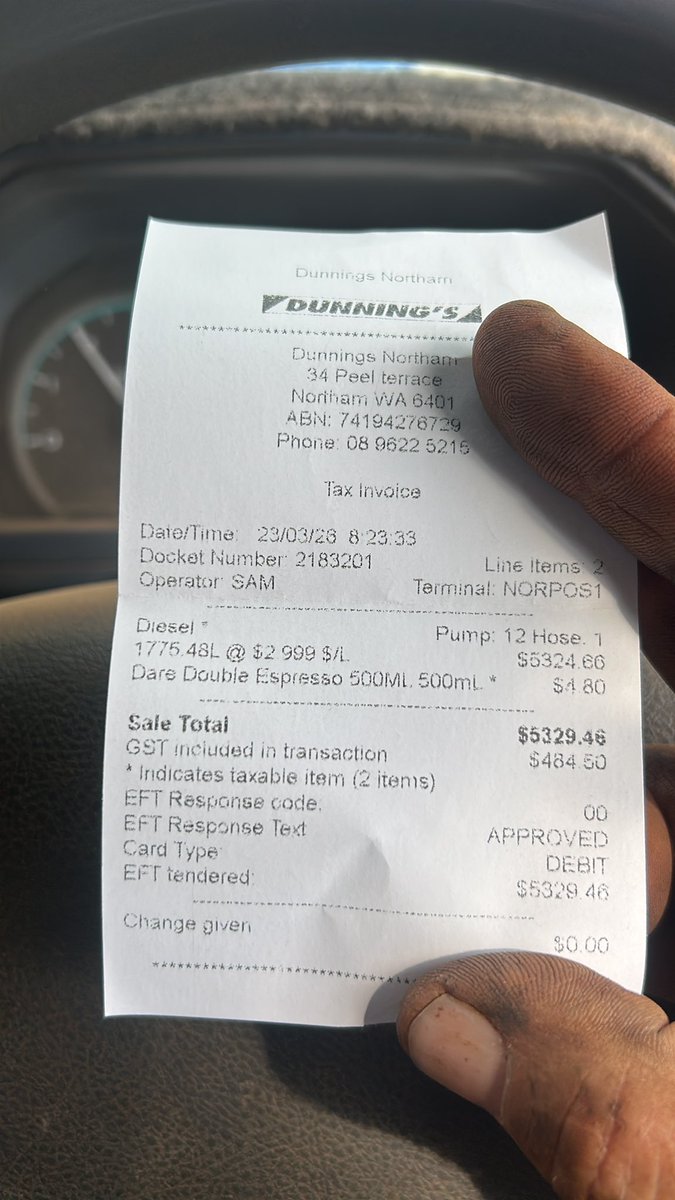 Dunnings Northam
DUNNING'S
****************************************
Dunnings Northam
34 Peel terrace
Northam WA 6401
ABN: 74194276729
Phone: 08 9622 5216
Tax Invoice
Date/Time: 23/03/26 8:23:33
Docket Number: 2183201 Line Items: 2
Operator: SAM Terminal: NORPOS1
----------------------------------------
Diesel * Pump: 12 Hose: 1
1775.48L @ $2.999 $/L $5324.66
Dare Double Espresso 500ML 500mL * $4.80
----------------------------------------
Sale Total $5329.46
GST included in transaction $484.50
* Indicates taxable item (2 items)
EFT Response code: 00
EFT Response Text APPROVED
Card Type: DEBIT
EFT tendered: $5329.46
----------------------------------------
Change given $0.00
****************************************